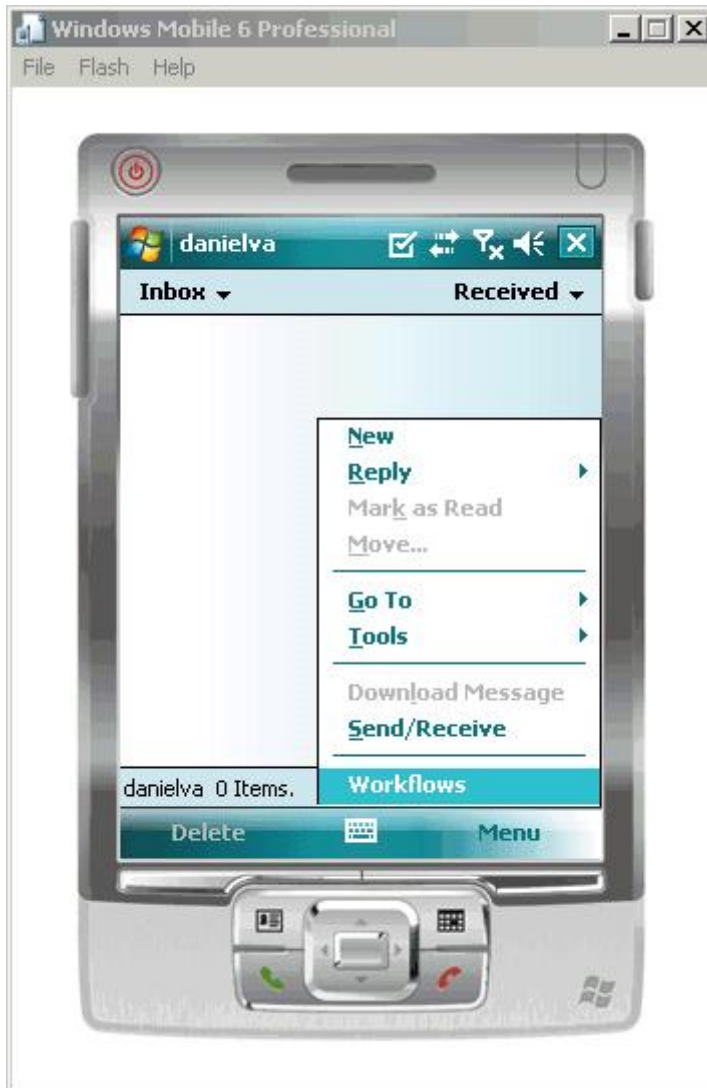 Windows Mobile 6 Professional
File Flash Help
danielva
Inbox Received
New
Reply
Mark as Read
Move...
Go To
Tools
Download Message
Send/Receive
danielva 0 Items. Workflows
Delete Menu